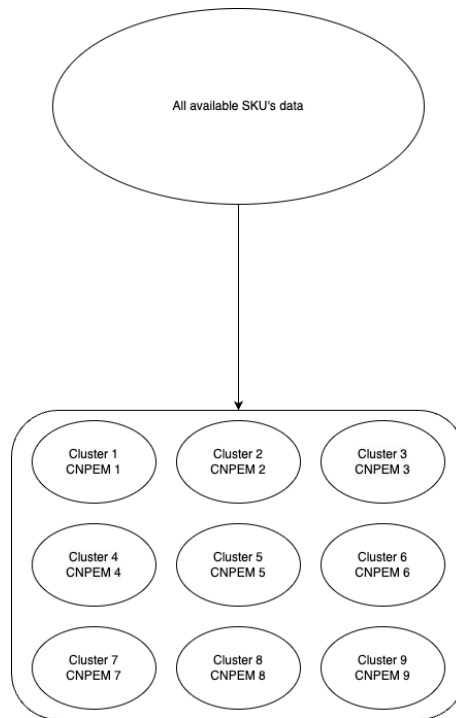 All available SKU's data
Cluster 1
CNPEM 1
Cluster 2
CNPEM 2
Cluster 3
CNPEM 3
Cluster 4
CNPEM 4
Cluster 5
CNPEM 5
Cluster 6
CNPEM 6
Cluster 7
CNPEM 7
Cluster 8
CNPEM 8
Cluster 9
CNPEM 9